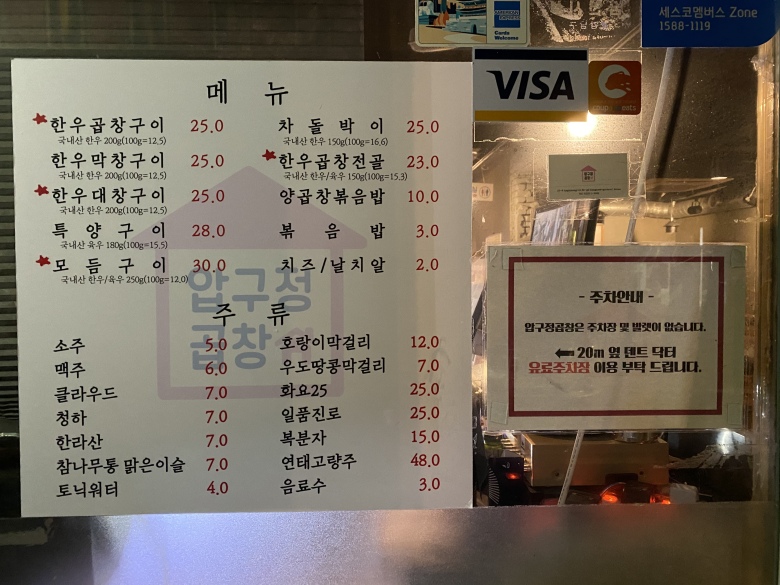 메 뉴
한우곱창구이 25.0
국내산 한우 200g(100g=12,5)
한우막창구이 25.0
국내산 한우 200g(100g=12,5)
한우대창구이 25.0
국내산 한우 200g(100g=12,5)
특양구이 28.0
국내산 육우 180g(100g=15,5)
모듬구이 30.0
국내산 한우/육우 250g(100g=12,0)
차돌박이 25.0
국내산 한우 150g(100g=16,6)
한우곱창전골 23.0
국내산 한우/육우 150g(100g=15,3)
양곱창볶음밥 10.0
볶음밥 3.0
치즈/날치알 2.0
압구정
곱창
주 류
소주 5.0
맥주 6.0
클라우드 7.0
청하 7.0
한라산 7.0
참나무통 맑은이슬 7.0
토닉워터 4.0
호랑이막걸리 12.0
우도땅콩막걸리 7.0
화요25 25.0
일품진로 25.0
복분자 15.0
연태고량주 48.0
음료수 3.0
AMERICAN EXPRESS
Cards
Welcome
세스코멤버스 Zone
1588-1119
VISA
coupang eats
- 주차안내 -
압구정곱창은 주차장 및 발렛이 없습니다.
20m 옆 텐트 닥터
유료주차장 이용 부탁 드립니다.